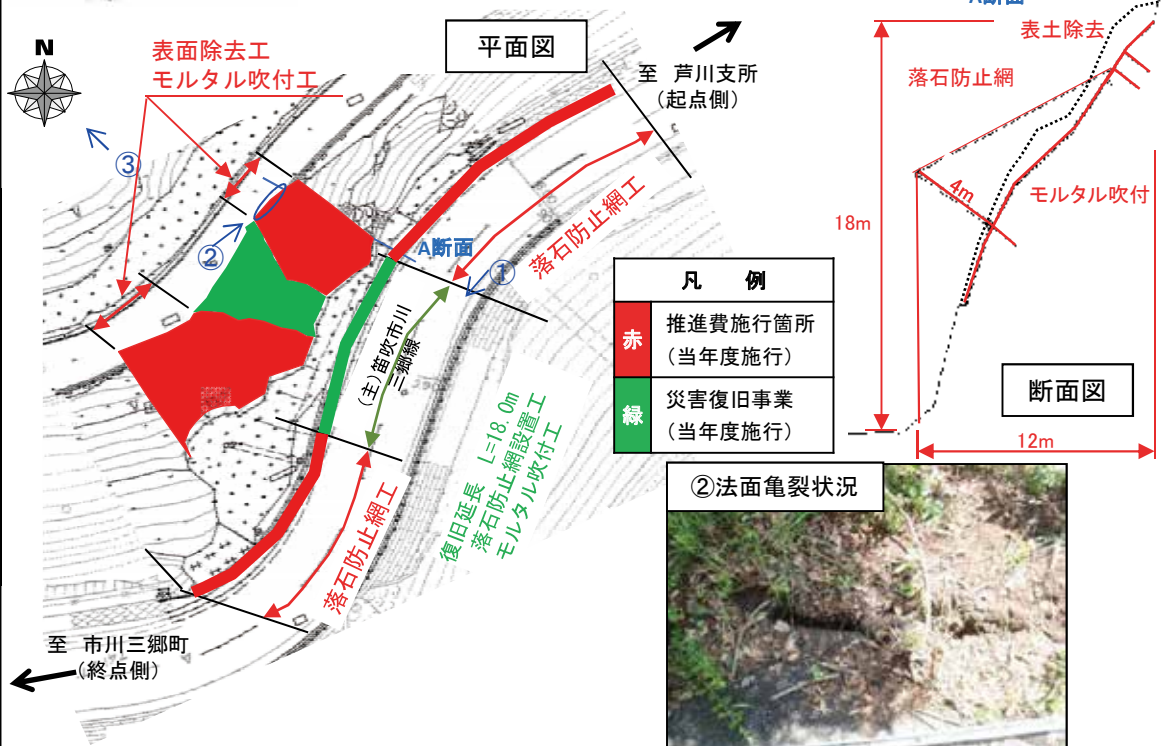 平面図
N
表面除去工
モルタル吹付工
至 芦川支所
(起点側)
③
②
A断面
①
落石防止網工
(主)笛吹市川
三郷線
復旧延長 L=18.0m
落石防止網設置工
モルタル吹付工
落石防止網工
至 市川三郷町
(終点側)
凡 例
赤
推進費施行箇所
(当年度施行)
緑
災害復旧事業
(当年度施行)
A断面
表土除去
落石防止網
4m
モルタル吹付
18m
断面図
12m
②法面亀裂状況